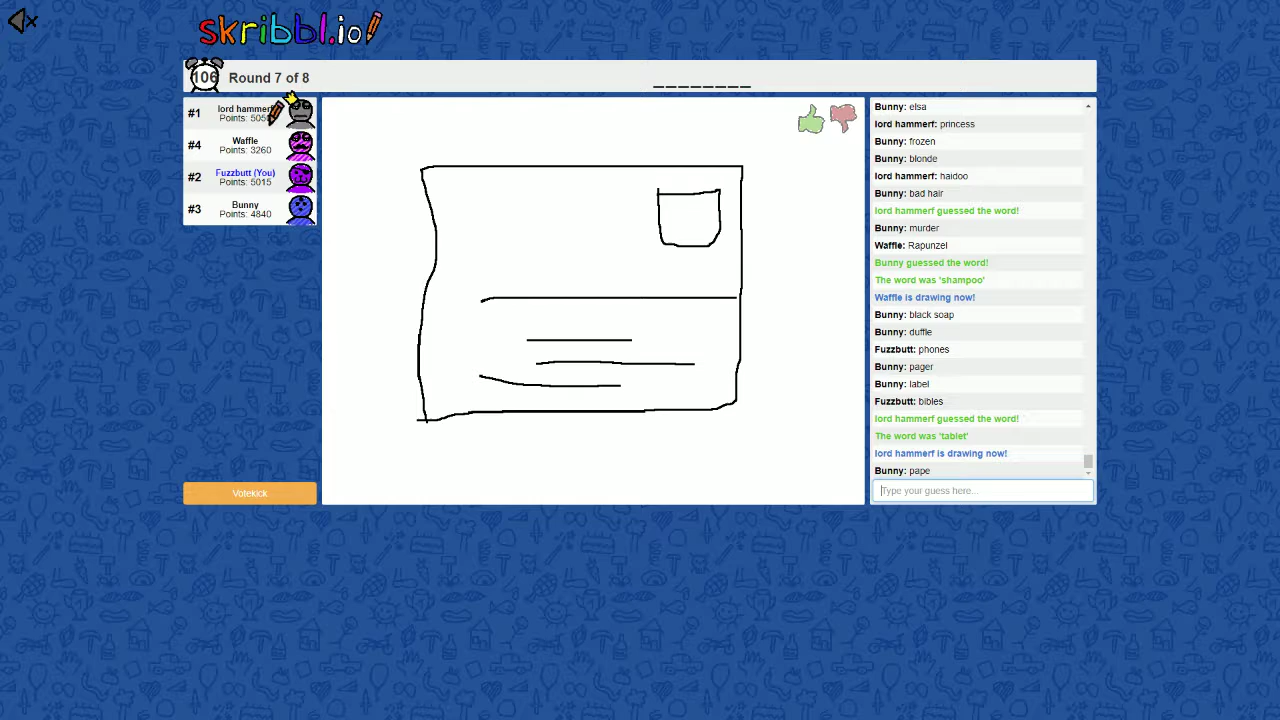 skribbl.io
106 Round 7 of 8 ________
#1 lord hammerf
Points: 5050
#4 Waffle
Points: 3260
#2 Fuzzbutt (You)
Points: 5015
#3 Bunny
Points: 4840
Votekick
Bunny: elsa
lord hammerf: princess
Bunny: frozen
Bunny: blonde
lord hammerf: haidoo
Bunny: bad hair
lord hammerf guessed the word!
Bunny: murder
Waffle: Rapunzel
Bunny guessed the word!
The word was 'shampoo'
Waffle is drawing now!
Bunny: black soap
Bunny: duffle
Fuzzbutt: phones
Bunny: pager
Bunny: label
Fuzzbutt: bibles
lord hammerf guessed the word!
The word was 'tablet'
lord hammerf is drawing now!
Bunny: pape
Type your guess here...